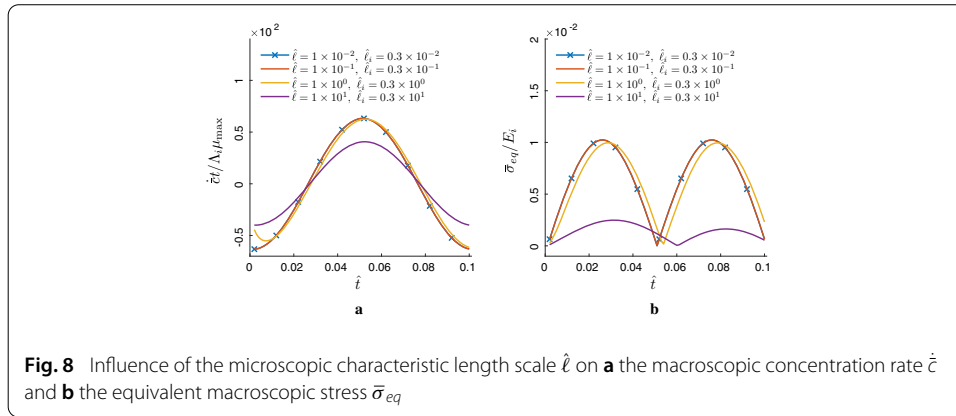 ×10²
1
0.5
0
-0.5
ċ̄t/Λᵢμₘₐₓ
ℓ̂ = 1 × 10⁻², ℓ̂ᵢ = 0.3 × 10⁻²
ℓ̂ = 1 × 10⁻¹, ℓ̂ᵢ = 0.3 × 10⁻¹
ℓ̂ = 1 × 10⁰, ℓ̂ᵢ = 0.3 × 10⁰
ℓ̂ = 1 × 10¹, ℓ̂ᵢ = 0.3 × 10¹
0 0.02 0.04 0.06 0.08 0.1
t̂
a
×10⁻²
2
1.5
1
0.5
0
σ̄_eq/Eᵢ
ℓ̂ = 1 × 10⁻², ℓ̂ᵢ = 0.3 × 10⁻²
ℓ̂ = 1 × 10⁻¹, ℓ̂ᵢ = 0.3 × 10⁻¹
ℓ̂ = 1 × 10⁰, ℓ̂ᵢ = 0.3 × 10⁰
ℓ̂ = 1 × 10¹, ℓ̂ᵢ = 0.3 × 10¹
0 0.02 0.04 0.06 0.08 0.1
t̂
b
Fig. 8 Influence of the microscopic characteristic length scale ℓ̂ on a the macroscopic concentration rate ċ̄
and b the equivalent macroscopic stress σ̄_eq